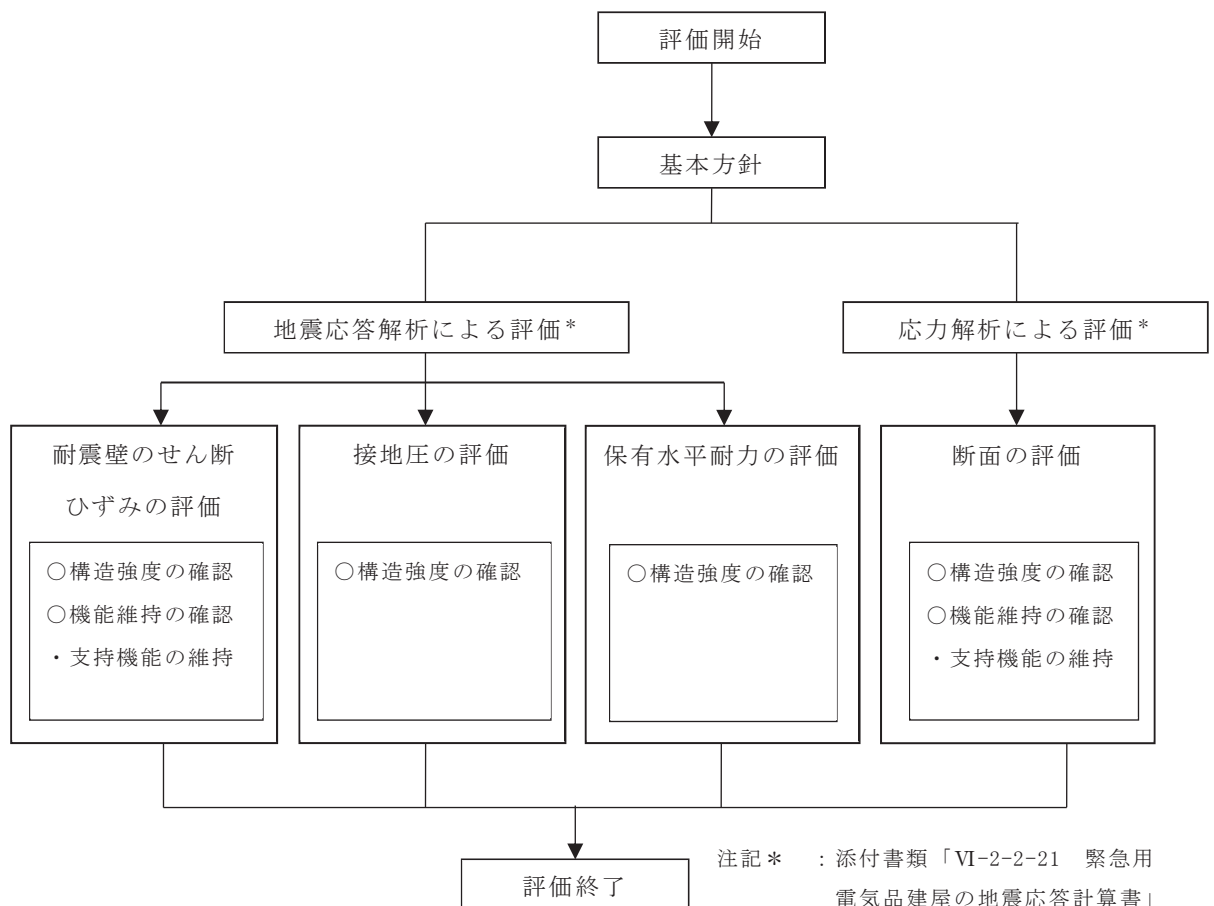 評価開始
基本方針
地震応答解析による評価*
応力解析による評価*
耐震壁のせん断
ひずみの評価
○構造強度の確認
○機能維持の確認
・支持機能の維持
接地圧の評価
○構造強度の確認
保有水平耐力の評価
○構造強度の確認
断面の評価
○構造強度の確認
○機能維持の確認
・支持機能の維持
評価終了
注記* :添付書類「Ⅵ-2-2-21 緊急用
電気品建屋の地震応答計算書」